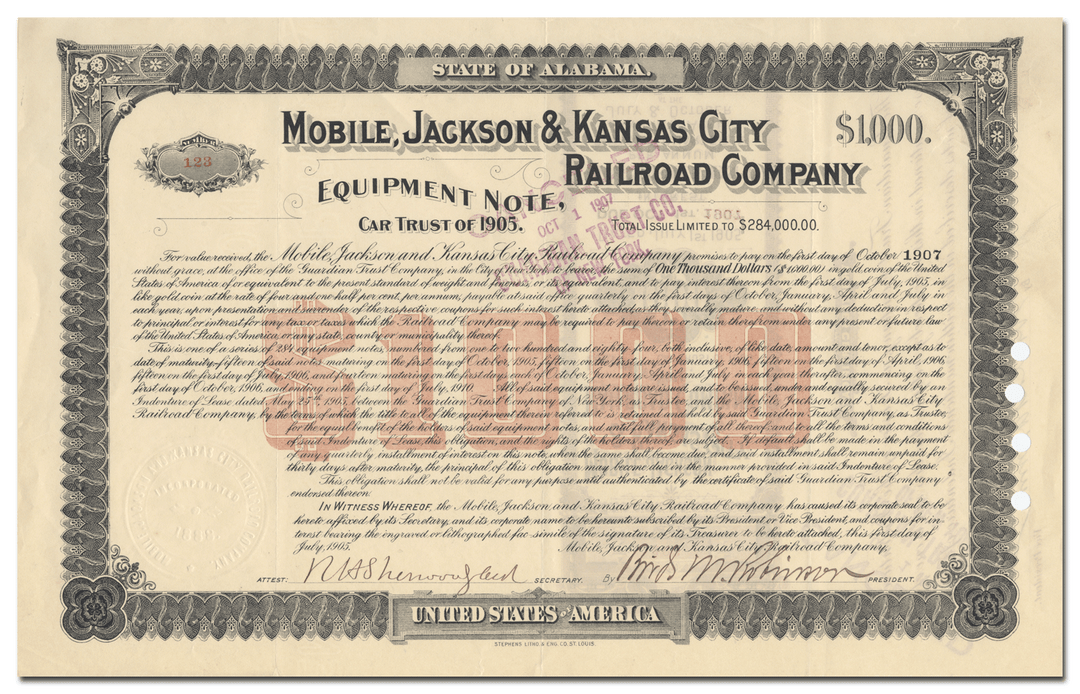 STATE OF ALABAMA.
MOBILE, JACKSON & KANSAS CITY
RAILROAD COMPANY
$1,000.
NUMBER
123
EQUIPMENT NOTE,
CAR TRUST OF 1905.
TOTAL ISSUE LIMITED TO $284,000.00.
OCT 1 1907
TRUST CO.
NEW YORK.
For value received, the Mobile, Jackson and Kansas City Railroad Company promises to pay on the first day of October 1907
without grace, at the office of the Guardian Trust Company, in the City of New York to bearer, the sum of One Thousand Dollars ($1000.00) in gold coin of the United
States of America of or equivalent to the present standard of weight and fineness, or its equivalent, and to pay interest thereon from the first day of July, 1905, in
like gold coin at the rate of four and one half per cent. per annum, payable at said office quarterly on the first days of October, January, April and July in
each year, upon presentation and surrender of the respective coupons for such interest hereto attached, as they severally mature, and without any deduction in respect
to principal or interest for any tax or taxes which the Railroad Company may be required to pay thereon or retain therefrom under any present or future law
of the United States of America, or any state, county or municipality thereof.
This is one of a series of 284 equipment notes, numbered from one to two hundred and eighty four, both inclusive, of like date, amount and tenor, except as to
date of maturity, fifteen of said notes maturing on the first day of October, 1905, fifteen on the first day of January, 1906, fifteen on the first day of April, 1906,
fifteen on the first day of July, 1906, and fourteen maturing on the first day each of October, January, April and July in each year thereafter, commencing on the
first day of October, 1906, and ending on the first day of July, 1910. All of said equipment notes are issued, and to be issued, under and equally secured by an
Indenture of Lease dated May 25th 1905, between the Guardian Trust Company of New York, as Trustee, and the Mobile, Jackson and Kansas City
Railroad Company, by the terms of which the title to all of the equipment therein referred to is retained and held by said Guardian Trust Company, as Trustee,
for the equal benefit of the holders of said equipment notes, and until full payment of all thereof, and all the terms and conditions
of said Indenture of Lease, this obligation, and the rights of the holders thereof, are subject. If default shall be made in the payment
of any quarterly installment of interest on this note, when the same shall become due, and said installment shall remain unpaid for
thirty days after maturity, the principal of this obligation may become due in the manner provided in said Indenture of Lease.
This obligation shall not be valid for any purpose until authenticated by the certificate of said Guardian Trust Company
endorsed thereon.
IN WITNESS WHEREOF, the Mobile, Jackson and Kansas City Railroad Company has caused its corporate seal to be
hereto affixed by its Secretary, and its corporate name to be hereunto subscribed by its President or Vice President, and coupons for in-
terest bearing the engraved or lithographed fac simile of the signature of its Treasurer to be hereto attached, this first day of
July, 1905.
Mobile, Jackson and Kansas City Railroad Company,
$1000
ATTEST: SECRETARY. By PRESIDENT.
UNITED STATES OF AMERICA
STEPHENS LITHO. & ENG. CO. ST. LOUIS.